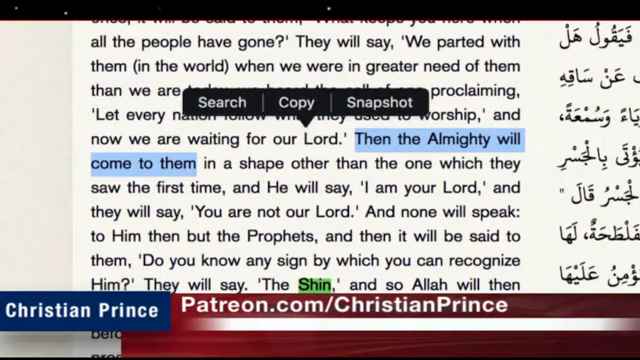 all the people have gone?' They will say, 'We parted with
them (in the world) when we were in greater need of them
than we are today we heard the call of one proclaiming,
Search Copy Snapshot
'Let every nation follow what they used to worship,' and
now we are waiting for our Lord.' Then the Almighty will
come to them in a shape other than the one which they
saw the first time, and He will say, 'I am your Lord,' and
they will say, 'You are not our Lord.' And none will speak:
to Him then but the Prophets, and then it will be said to
them, 'Do you know any sign by which you can recognize
Him?' They will say. 'The Shin,' and so Allah will then
فَيَقُولُ هَلْ
عَنْ سَاقِهِ
وَسُمْعَةً،
يُؤْتَى بِالْجَسْرِ
الْجَسْرُ قَالَ "
لَهَا
عَلَيْهَا
Christian Prince
Patreon.com/ChristianPrince